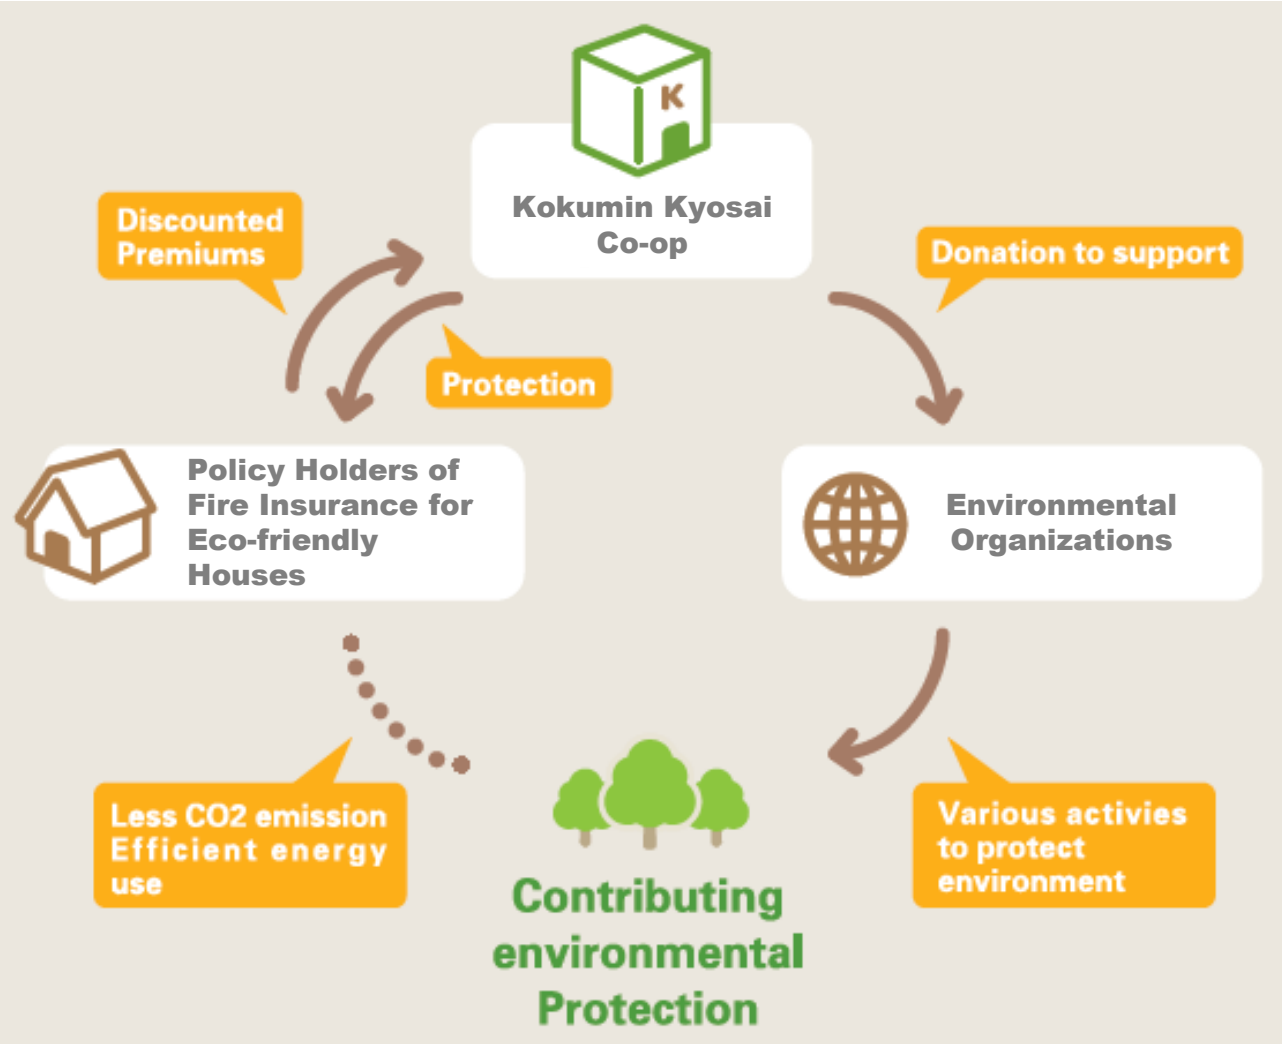 K
Kokumin Kyosai
Co-op
Discounted
Premiums
Donation to support
Protection
Policy Holders of
Fire Insurance for
Eco-friendly
Houses
Environmental
Organizations
Less CO2 emission
Efficient energy
use
Various activies
to protect
environment
Contributing
environmental
Protection